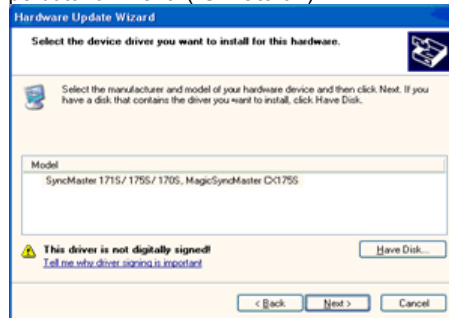 Hardware Update Wizard
Select the device driver you want to install for this hardware.
Select the manufacturer and model of your hardware device and then click Next. If you
have a disk that contains the driver you want to install, click Have Disk.
Model
SyncMaster 171S/ 175S/ 170S, MagicSyncMaster CX175S
This driver is not digitally signed!
Have Disk...
Tell me why driver signing is important
< Back
Next >
Cancel